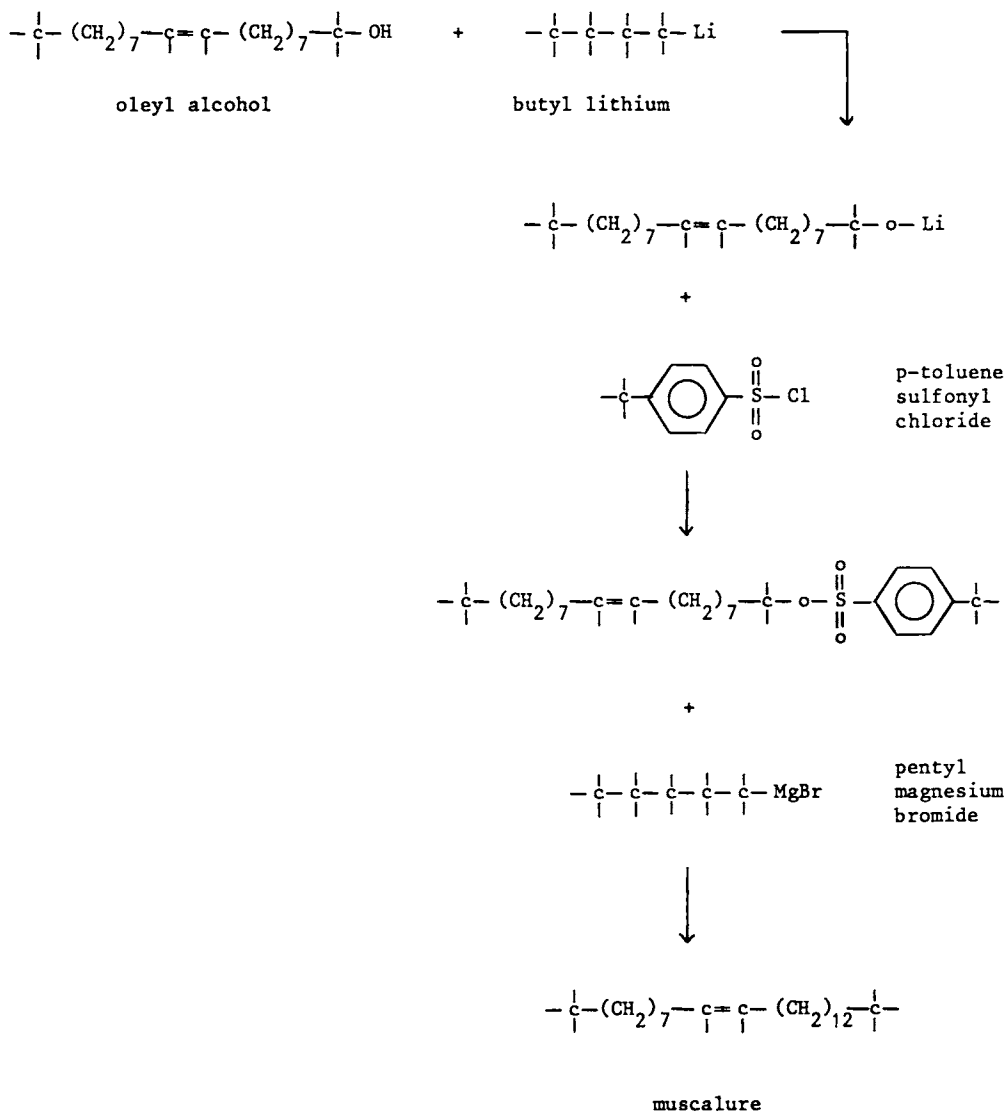 –C–(CH2)7–C=C–(CH2)7–C–OH + –C–C–C–C–Li
oleyl alcohol butyl lithium
–C–(CH2)7–C=C–(CH2)7–C–o–Li
+
–C– o S o Cl
p-toluene
sulfonyl
chloride
–C–(CH2)7–C=C–(CH2)7–C–o– o S o –C–
+
–C–C–C–C–C–MgBr
pentyl
magnesium
bromide
–C–(CH2)7–C=C–(CH2)12–C–
muscalure